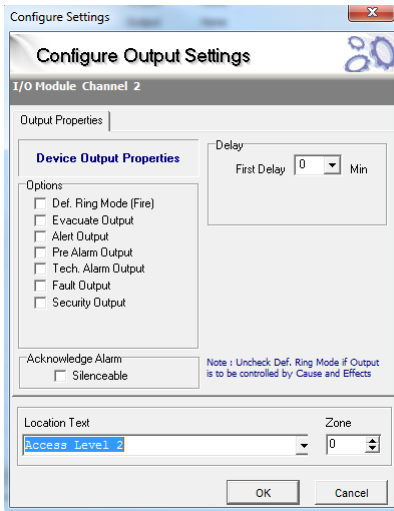 Configure Settings
Configure Output Settings
I/O Module Channel 2
Output Properties
Device Output Properties
Options
Def. Ring Mode (Fire)
Evacuate Output
Alert Output
Pre Alarm Output
Tech. Alarm Output
Fault Output
Security Output
Acknowledge Alarm
Silenceable
Delay
First Delay 0 Min
Note : Uncheck Def. Ring Mode if Output
is to be controlled by Cause and Effects
Location Text
Access Level 2
Zone
0
OK
Cancel